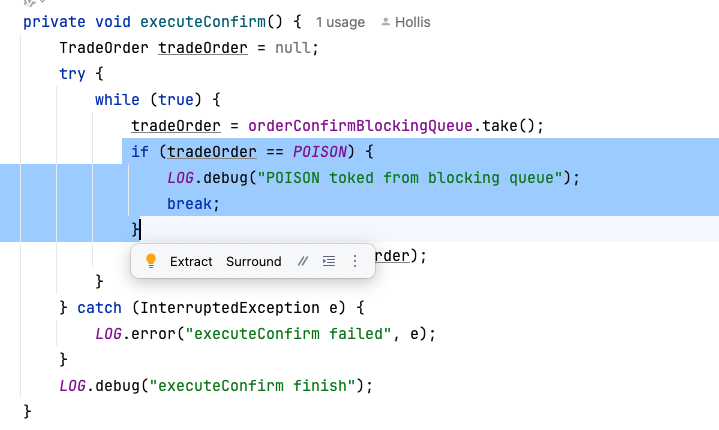 private void executeConfirm() { 1 usage Hollis
TradeOrder tradeOrder = null;
try {
while (true) {
tradeOrder = orderConfirmBlockingQueue.take();
if (tradeOrder == POISON) {
LOG.debug("POISON toked from blocking queue");
break;
}
rder);
Extract Surround //
}
} catch (InterruptedException e) {
LOG.error("executeConfirm failed", e);
}
LOG.debug("executeConfirm finish");
}